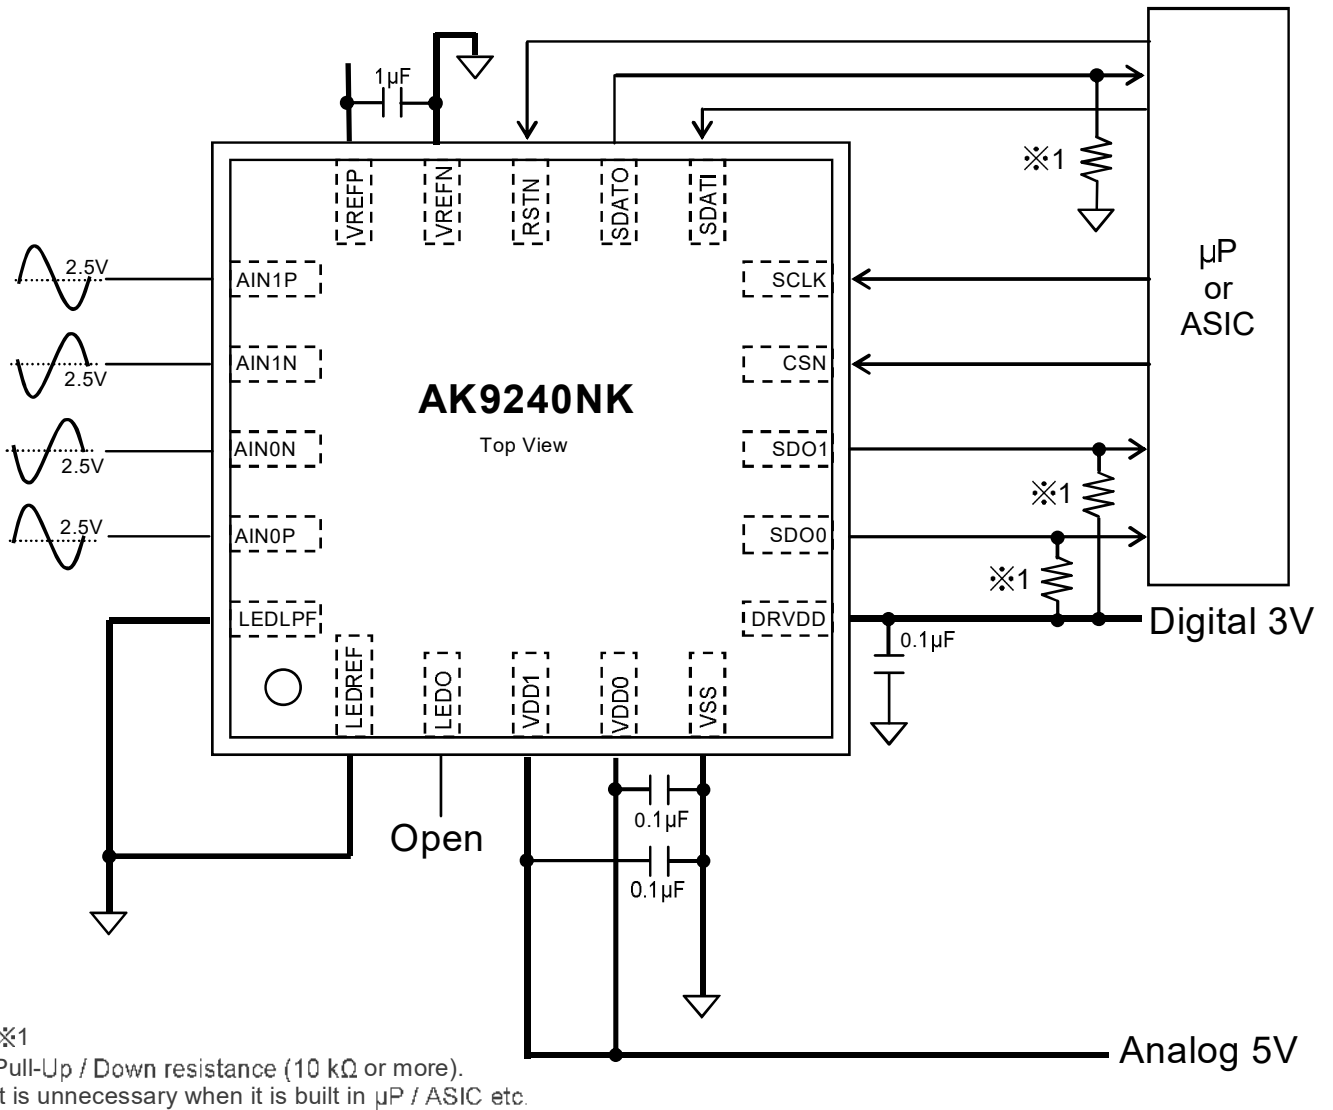 1µF
VREFP
VREFN
RSTN
SDATO
SDATI
※1
µP
or
ASIC
2.5V
AIN1P
SCLK
2.5V
AIN1N
CSN
AK9240NK
Top View
2.5V
AIN0N
SDO1
※1
2.5V
AIN0P
SDO0
※1
LEDLPF
DRVDD
Digital 3V
0.1µF
LEDREF
LEDO
VDD1
VDD0
VSS
Open
0.1µF
0.1µF
Analog 5V
※1
Pull-Up / Down resistance (10 kΩ or more).
t is unnecessary when it is built in µP / ASIC etc.